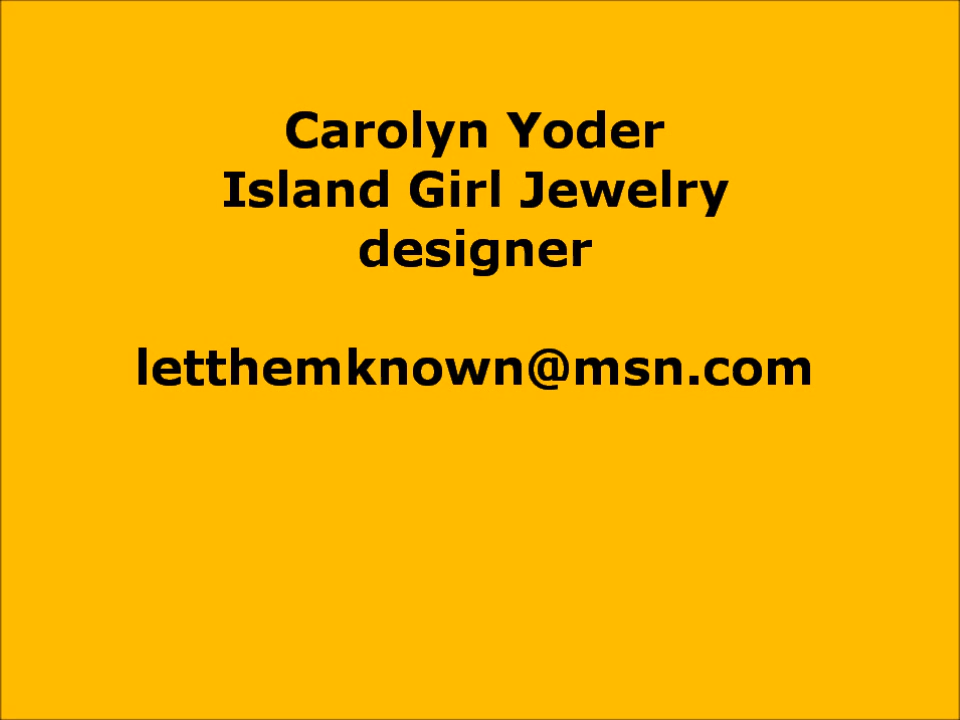 Carolyn Yoder
Island Girl Jewelry
designer
letthemknown@msn.com